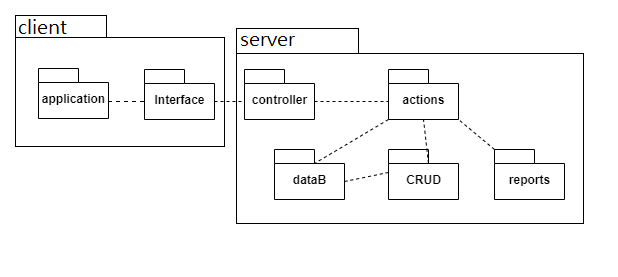 client
server
application
Interface
controller
actions
dataB
CRUD
reports